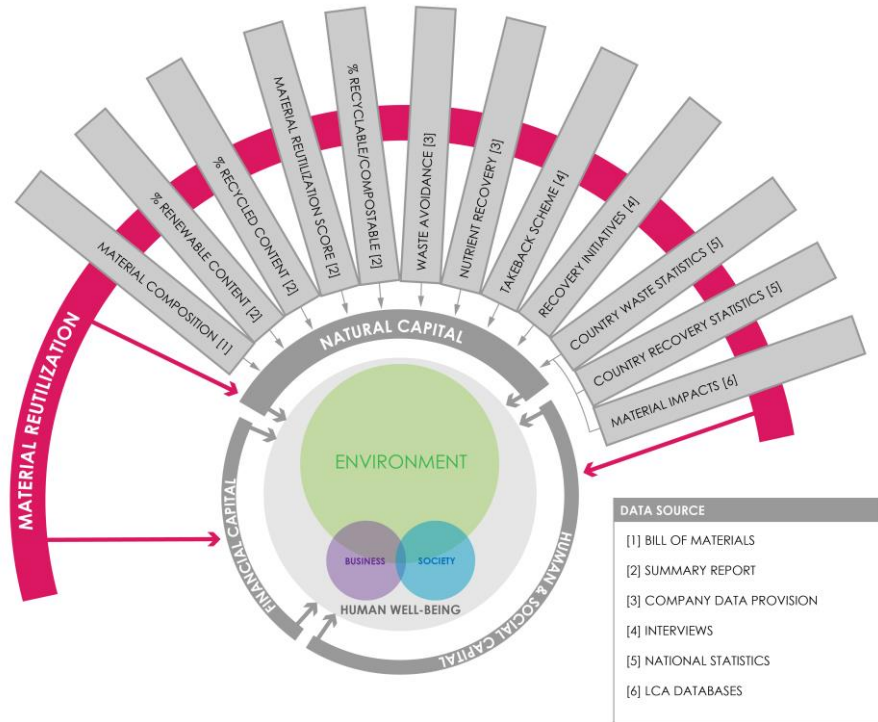 MATERIAL REUTILIZATION
MATERIAL COMPOSITION [1]
% RENEWABLE CONTENT [2]
% RECYCLED CONTENT [2]
MATERIAL REUTILIZATION SCORE [2]
% RECYCLABLE/COMPOSTABLE [2]
WASTE AVOIDANCE [3]
NUTRIENT RECOVERY [3]
TAKEBACK SCHEME [4]
RECOVERY INITIATIVES [4]
COUNTRY WASTE STATISTICS [5]
COUNTRY RECOVERY STATISTICS [5]
MATERIAL IMPACTS [6]
NATURAL CAPITAL
FINANCIAL CAPITAL
HUMAN & SOCIAL CAPITAL
ENVIRONMENT
BUSINESS
SOCIETY
HUMAN WELL-BEING
DATA SOURCE
[1] BILL OF MATERIALS
[2] SUMMARY REPORT
[3] COMPANY DATA PROVISION
[4] INTERVIEWS
[5] NATIONAL STATISTICS
[6] LCA DATABASES